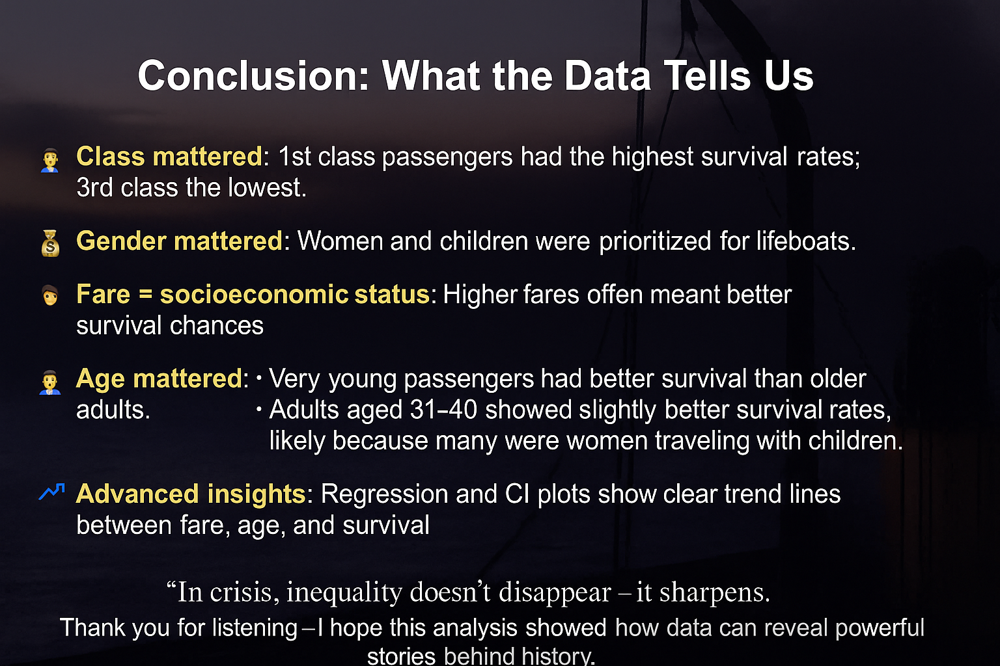 Conclusion: What the Data Tells Us
Class mattered: 1st class passengers had the highest survival rates;
3rd class the lowest.
Gender mattered: Women and children were prioritized for lifeboats.
Fare = socioeconomic status: Higher fares offen meant better
survival chances
Age mattered: • Very young passengers had better survival than older
adults. • Adults aged 31–40 showed slightly better survival rates,
likely because many were women traveling with children.
Advanced insights: Regression and CI plots show clear trend lines
between fare, age, and survival
“In crisis, inequality doesn’t disappear – it sharpens.
Thank you for listening – I hope this analysis showed how data can reveal powerful
stories behind history.